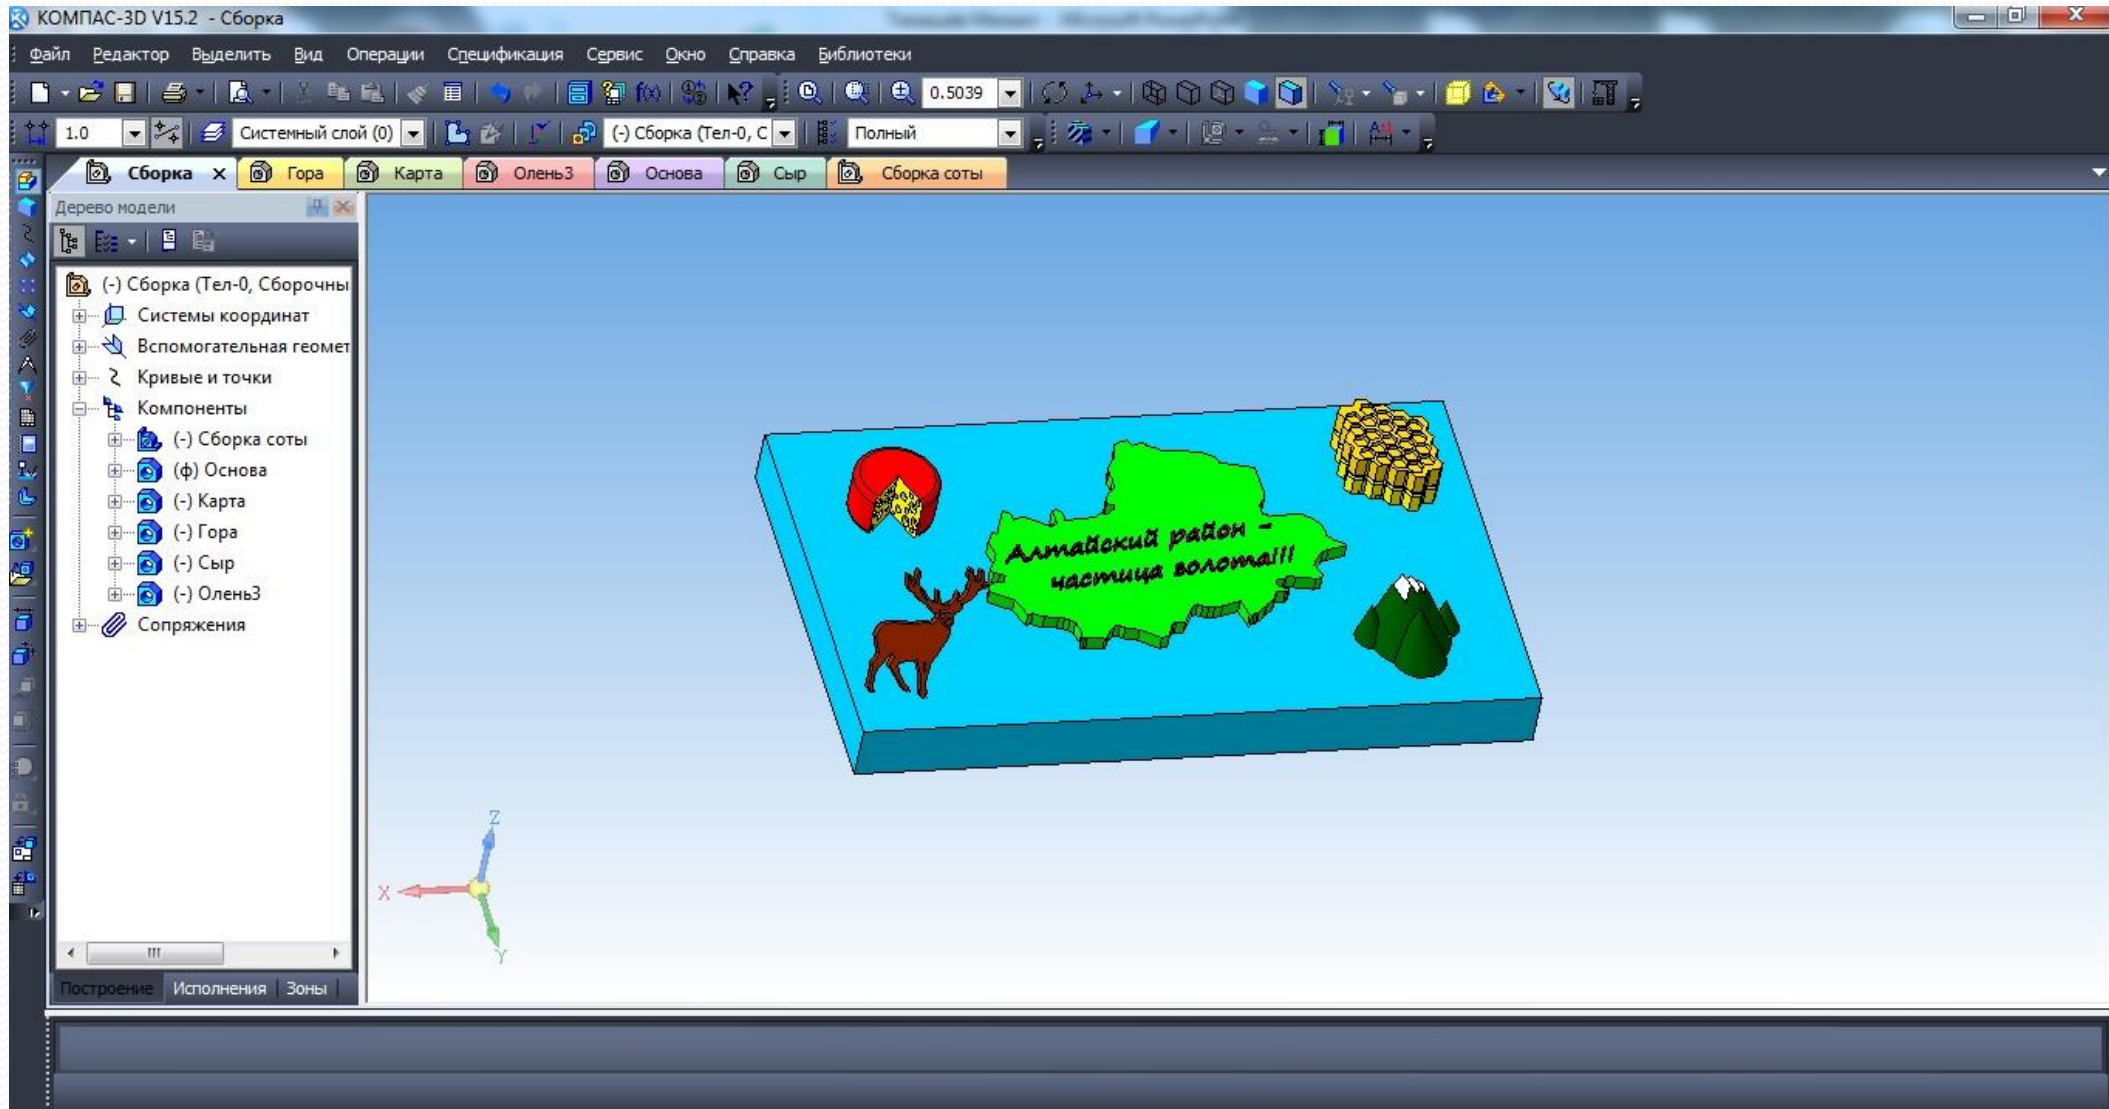 КОМПАС-3D V15.2 - Сборка
Файл Редактор Выделить Вид Операции Спецификация Сервис Окно Справка Библиотеки
0.5039
1.0 Системный слой (0) (-) Сборка (Тел-0, С Полный
Сборка Гора Карта Олень3 Основа Сыр Сборка соты
Дерево модели
(-) Сборка (Тел-0, Сборочны
Системы координат
Вспомогательная геомет
Кривые и точки
Компоненты
(-) Сборка соты
(ф) Основа
(-) Карта
(-) Гора
(-) Сыр
(-) Олень3
Сопряжения
Алтайский район -
частица золота!!!
Z
X
Y
Построение Исполнения Зоны